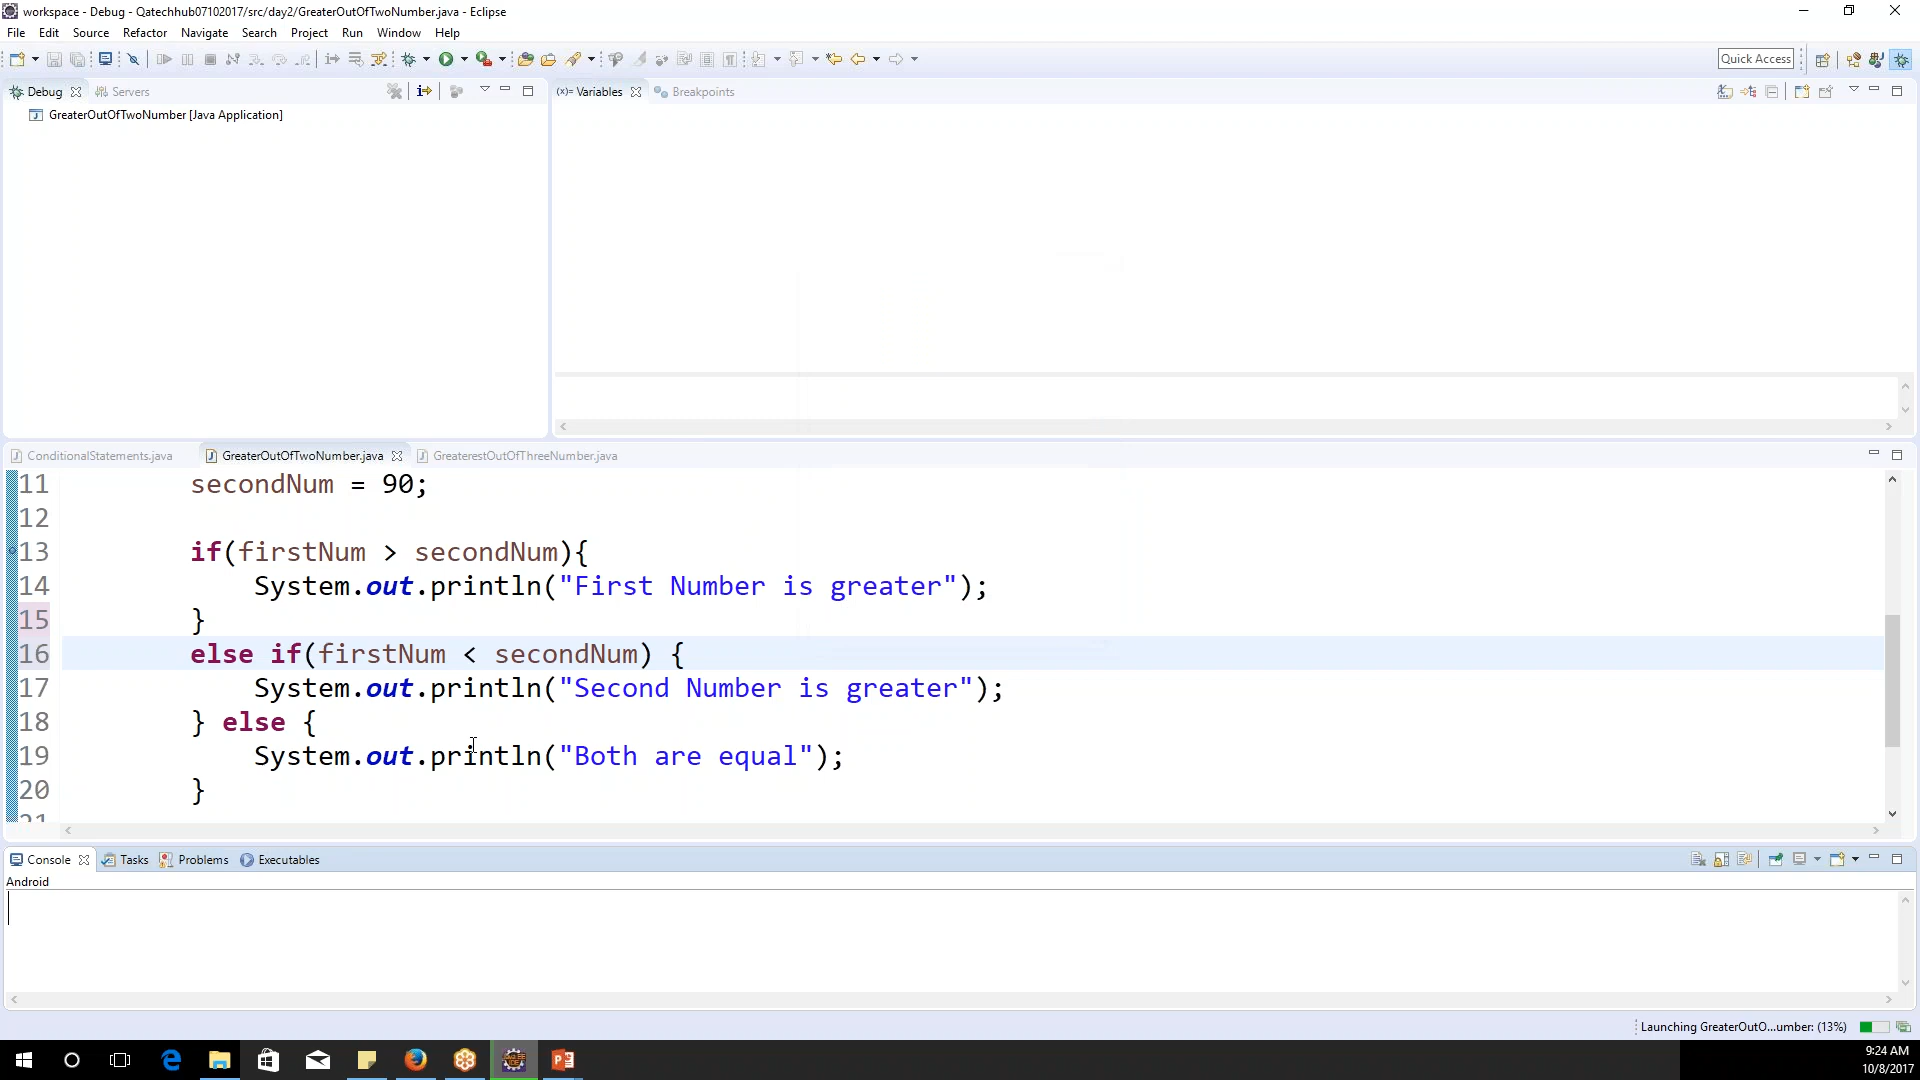 workspace - Debug - Qatechhub07102017/src/day2/GreaterOutOfTwoNumber.java - Eclipse
File Edit Source Refactor Navigate Search Project Run Window Help
Quick Access
Debug Servers
(x)= Variables Breakpoints
GreaterOutOfTwoNumber [Java Application]
ConditionalStatements.java GreaterOutOfTwoNumber.java GreaterestOutOfThreeNumber.java
11 secondNum = 90;
12
13 if(firstNum > secondNum){
14 System.out.println("First Number is greater");
15 }
16 else if(firstNum < secondNum) {
17 System.out.println("Second Number is greater");
18 } else {
19 System.out.println("Both are equal");
20 }
21
Console Tasks Problems Executables
Android
Launching GreaterOutO...umber: (13%)
9:24 AM
10/8/2017